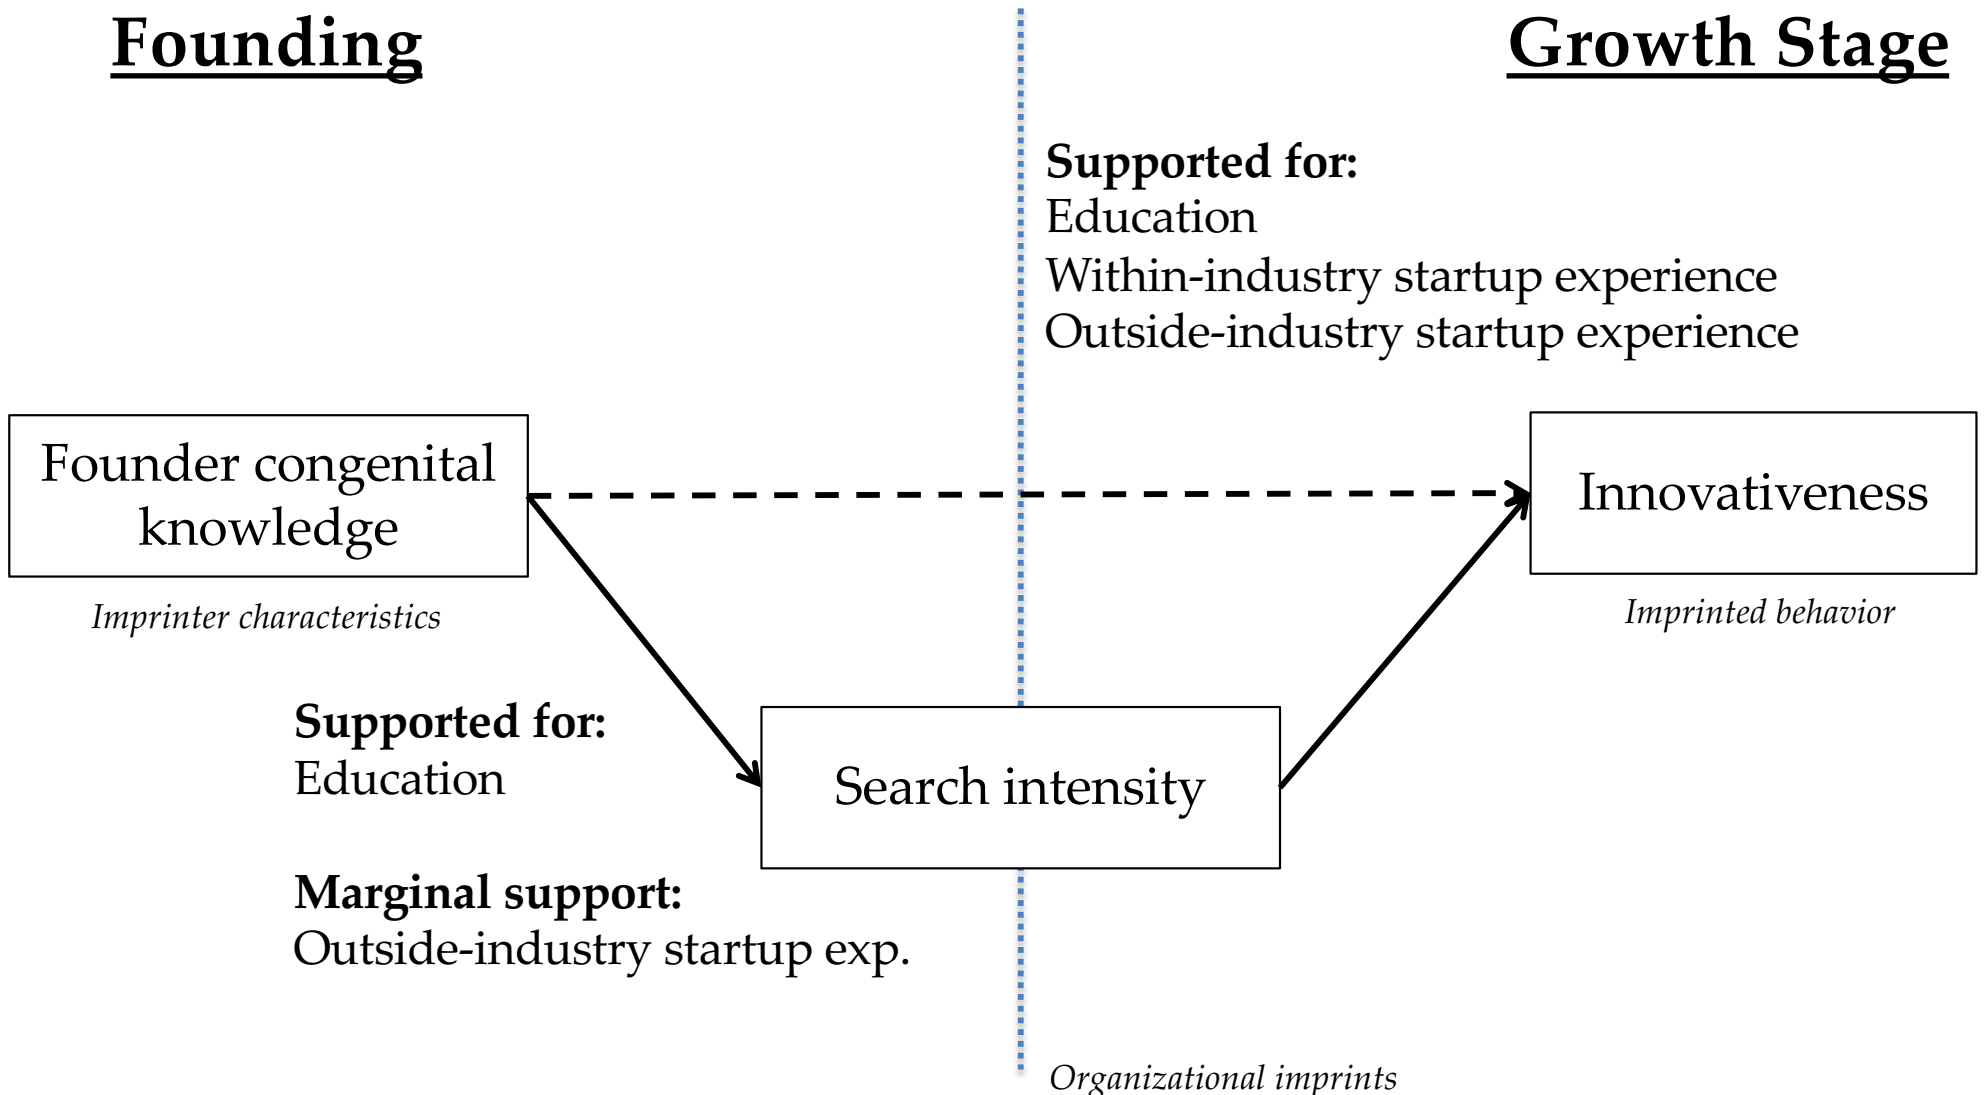 Founding
Growth Stage
Supported for:
Education
Within-industry startup experience
Outside-industry startup experience
Founder congenital
knowledge
Innovativeness
Imprinter characteristics
Imprinted behavior
Supported for:
Education
Search intensity
Marginal support:
Outside-industry startup exp.
Organizational imprints